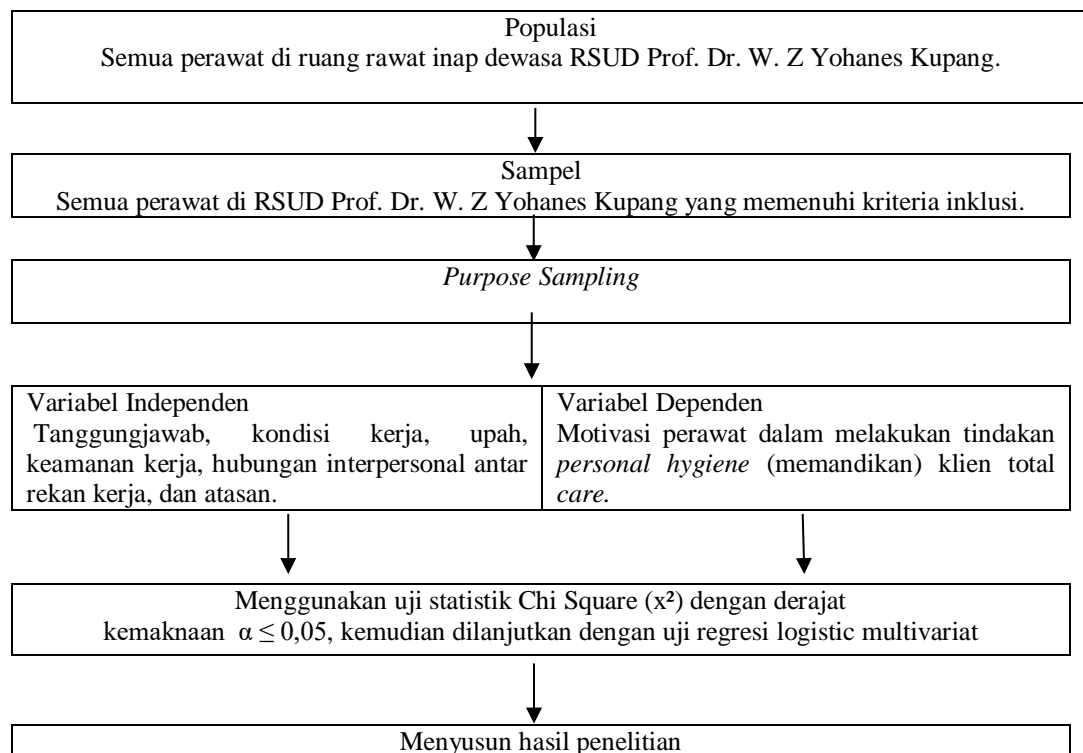 Populasi
Semua perawat di ruang rawat inap dewasa RSUD Prof. Dr. W. Z Yohanes Kupang.
Sampel
Semua perawat di RSUD Prof. Dr. W. Z Yohanes Kupang yang memenuhi kriteria inklusi.
Purpose Sampling
Variabel Independen
Tanggungjawab, kondisi kerja, upah,
keamanan kerja, hubungan interpersonal antar
rekan kerja, dan atasan.
Variabel Dependen
Motivasi perawat dalam melakukan tindakan
personal hygiene (memandikan) klien total
care.
Menggunakan uji statistik Chi Square (x²) dengan derajat
kemaknaan α ≤ 0,05, kemudian dilanjutkan dengan uji regresi logistic multivariat
Menyusun hasil penelitian